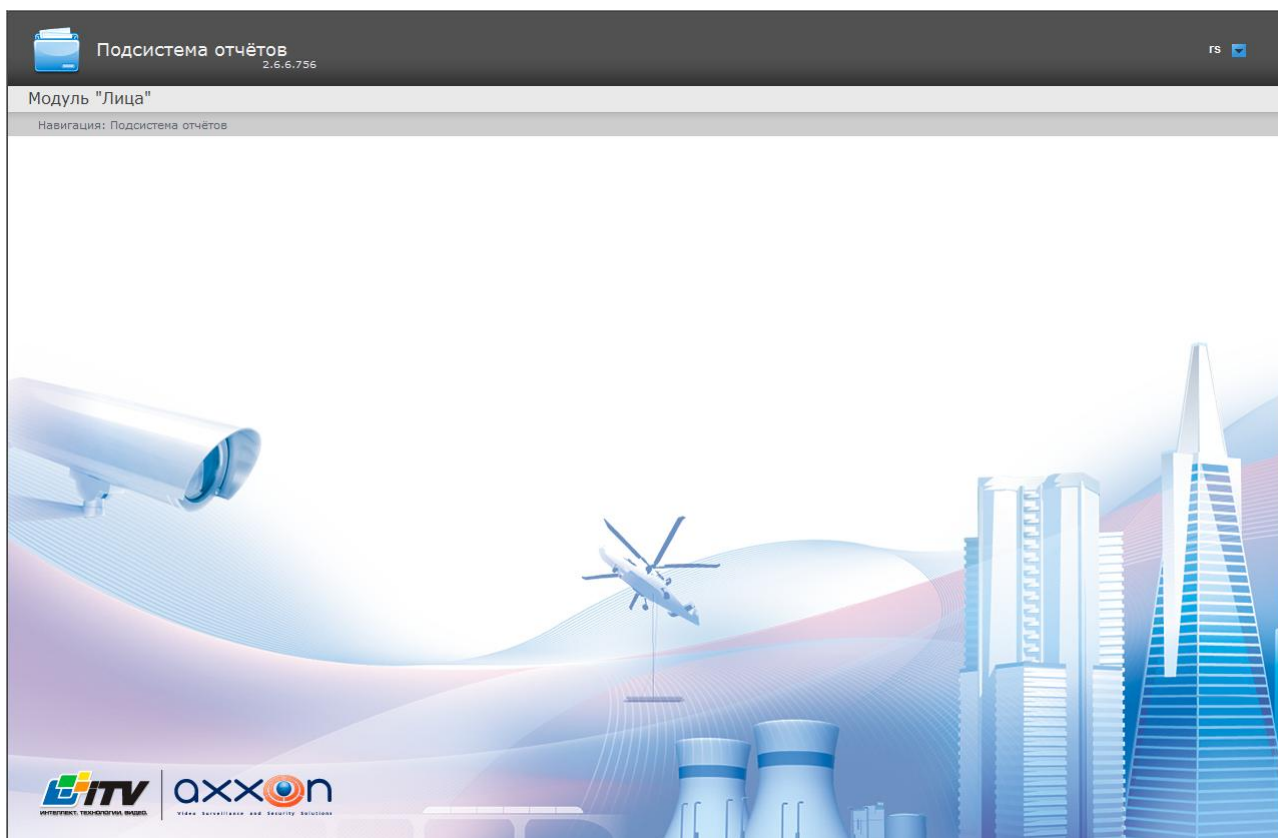 Подсистема отчётов
2.6.6.756
rs
Модуль "Лица"
Навигация: Подсистема отчётов
iTV
ИНТЕЛЛЕКТ. ТЕХНОЛОГИИ. ВИДЕО.
axxon
Video Surveillance and Security Solutions